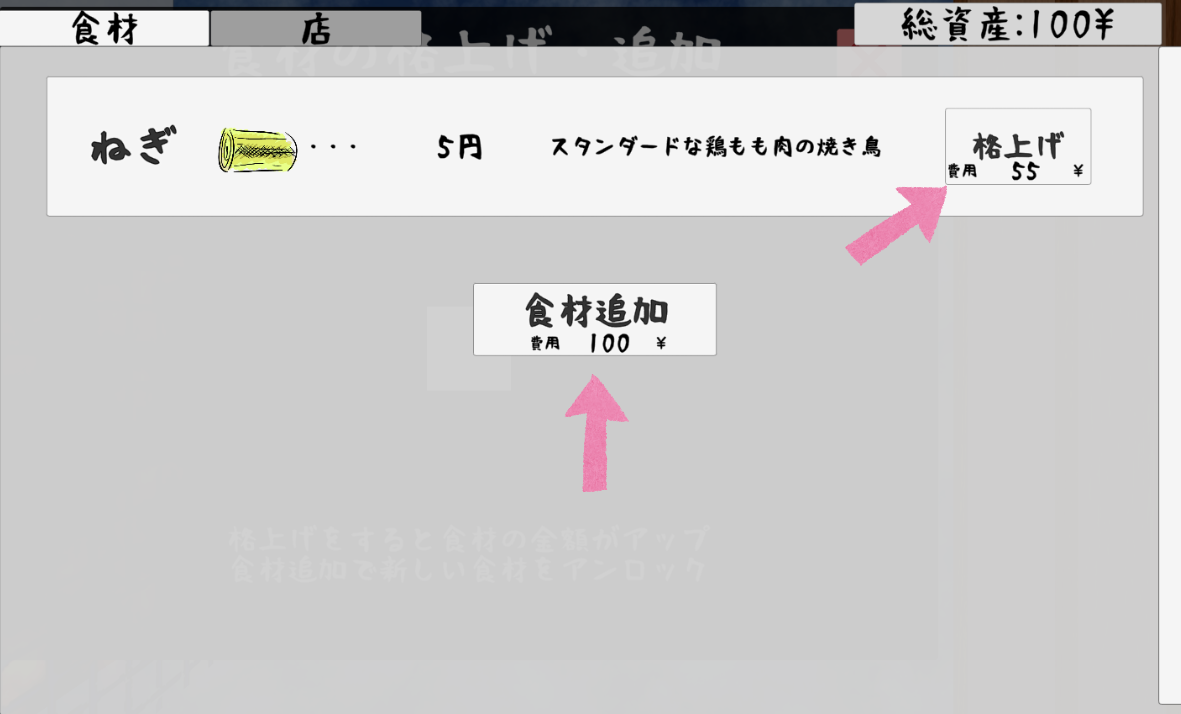 食材
店
総資産:100¥
食材の格上げ・追加
ねぎ ・・・ 5円 スタンダードな鶏もも肉の焼き鳥
格上げ
費用 55 ¥
食材追加
費用 100 ¥
格上げをすると食材の金額がアップ
食材追加で新しい食材をアンロック